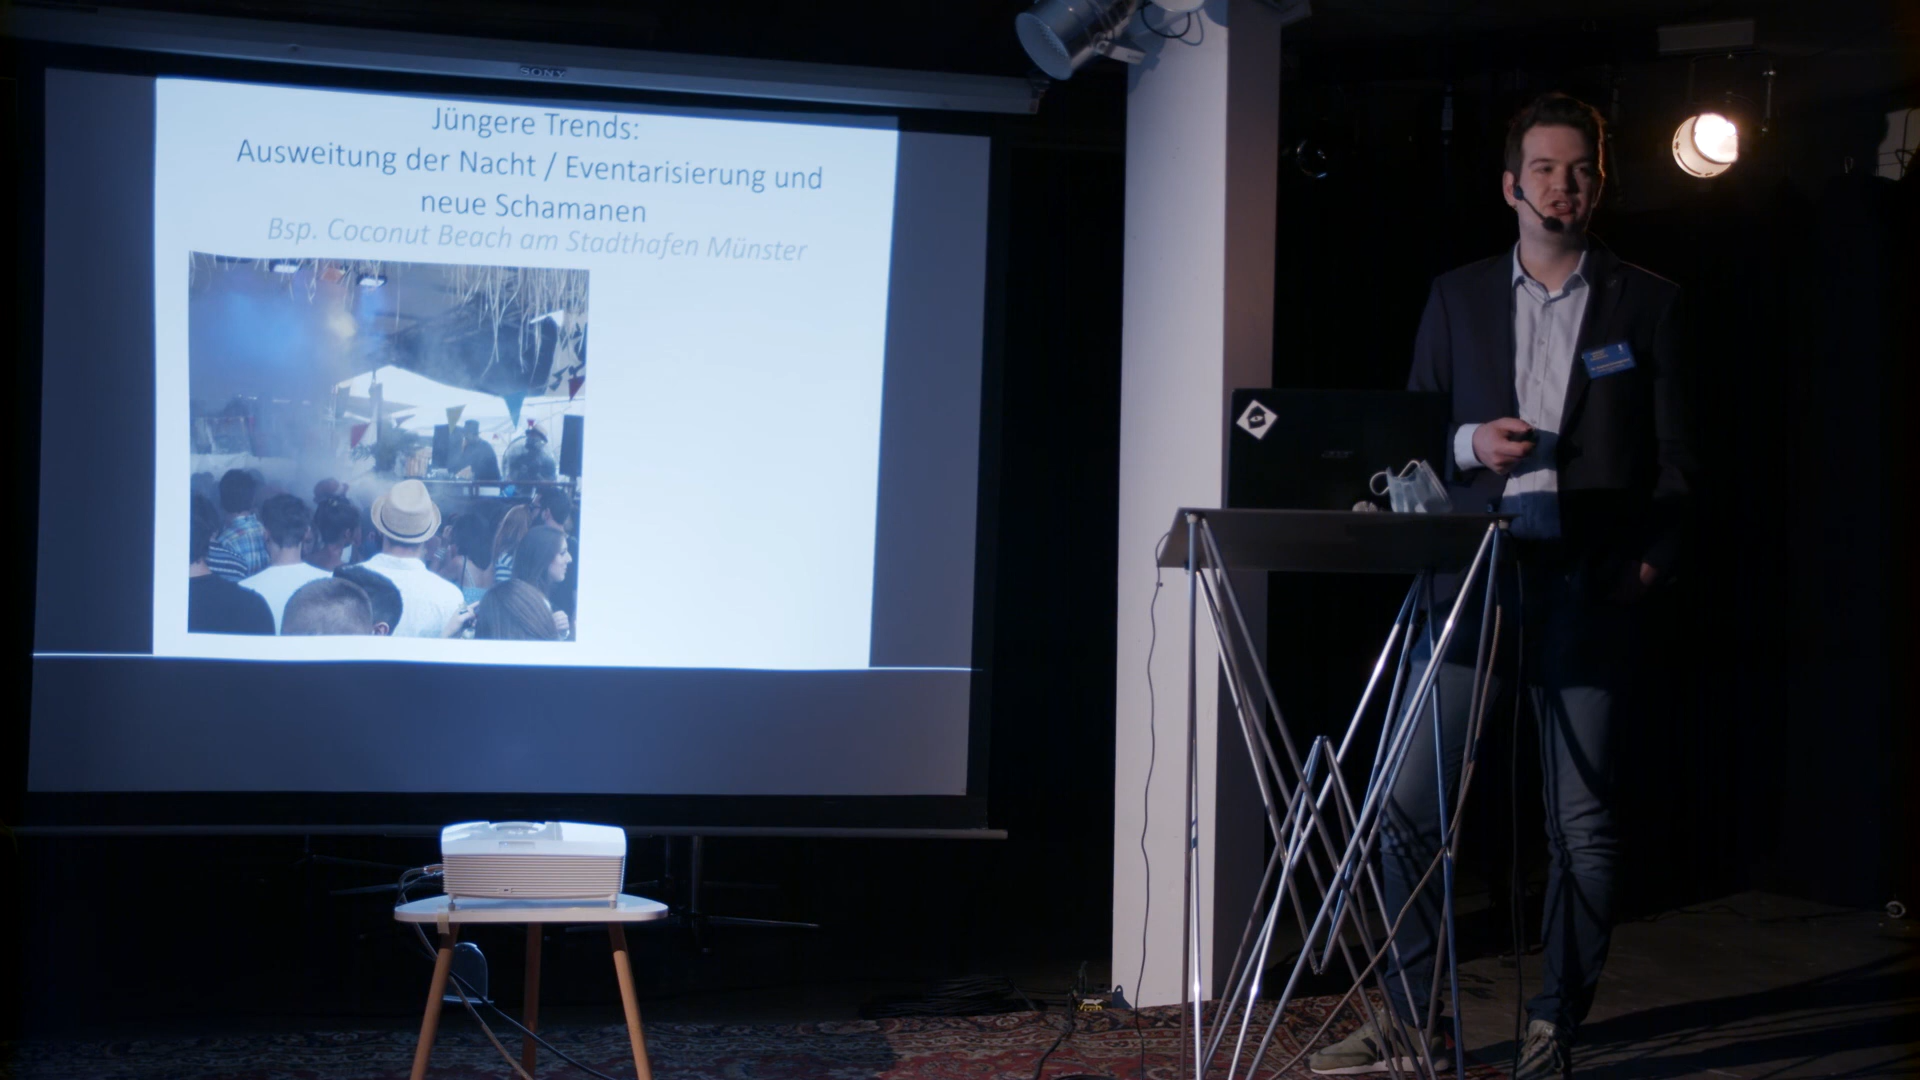 SONY
Jüngere Trends:
Ausweitung der Nacht / Eventarisierung und
neue Schamanen
Bsp. Coconut Beach am Stadthafen Münster
acer